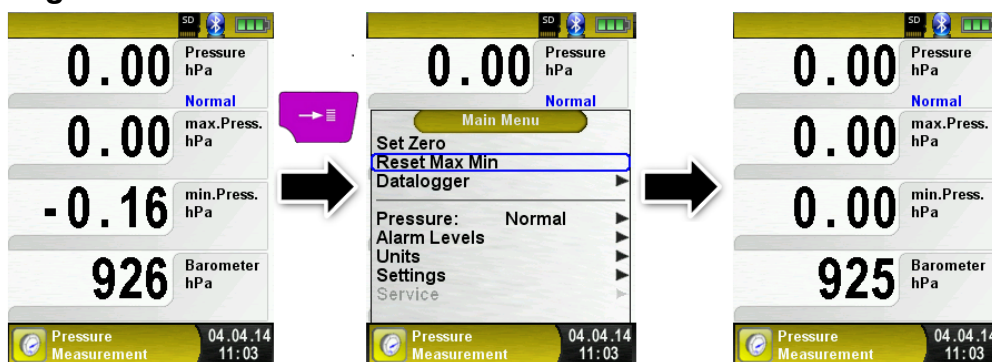 SD
0.00 Pressure
hPa
Normal
0.00 max.Press.
hPa
-0.16 min.Press.
hPa
926 Barometer
hPa
Pressure 04.04.14
Measurement 11:03
SD
0.00 Pressure
hPa
Normal
Main Menu
Set Zero
Reset Max Min
Datalogger
Pressure: Normal
Alarm Levels
Units
Settings
Service
Pressure 04.04.14
Measurement 11:03
SD
0.00 Pressure
hPa
Normal
0.00 max.Press.
hPa
0.00 min.Press.
hPa
925 Barometer
hPa
Pressure 04.04.14
Measurement 11:03